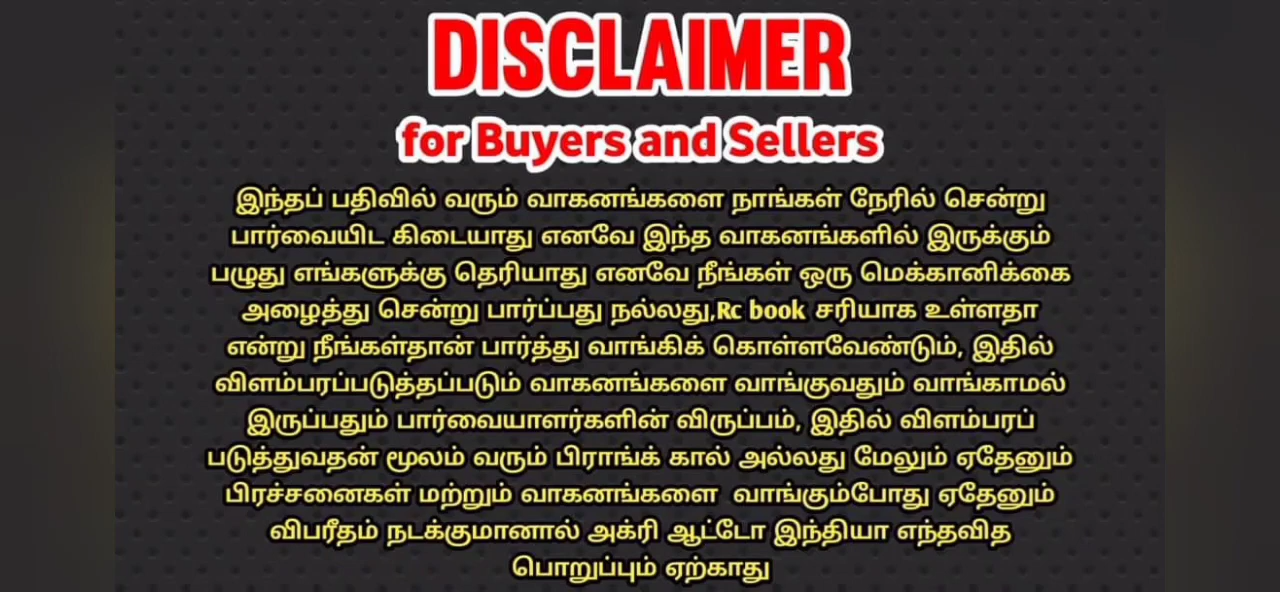 DISCLAIMER
for Buyers and Sellers
இந்தப் பதிவில் வரும் வாகனங்களை நாங்கள் நேரில் சென்று
பார்வையிட கிடையாது எனவே இந்த வாகனங்களில் இருக்கும்
பழுது எங்களுக்கு தெரியாது எனவே நீங்கள் ஒரு மெக்கானிக்கை
அழைத்து சென்று பார்ப்பது நல்லது,Rc book சரியாக உள்ளதா
என்று நீங்கள்தான் பார்த்து வாங்கிக் கொள்ளவேண்டும், இதில்
விளம்பரப்படுத்தப்படும் வாகனங்களை வாங்குவதும் வாங்காமல்
இருப்பதும் பார்வையாளர்களின் விருப்பம், இதில் விளம்பரப்
படுத்துவதன் மூலம் வரும் பிராங்க் கால் அல்லது மேலும் ஏதேனும்
பிரச்சனைகள் மற்றும் வாகனங்களை வாங்கும்போது ஏதேனும்
விபரீதம் நடக்குமானால் அக்ரி ஆட்டோ இந்தியா எந்தவித
பொறுப்பும் ஏற்காது